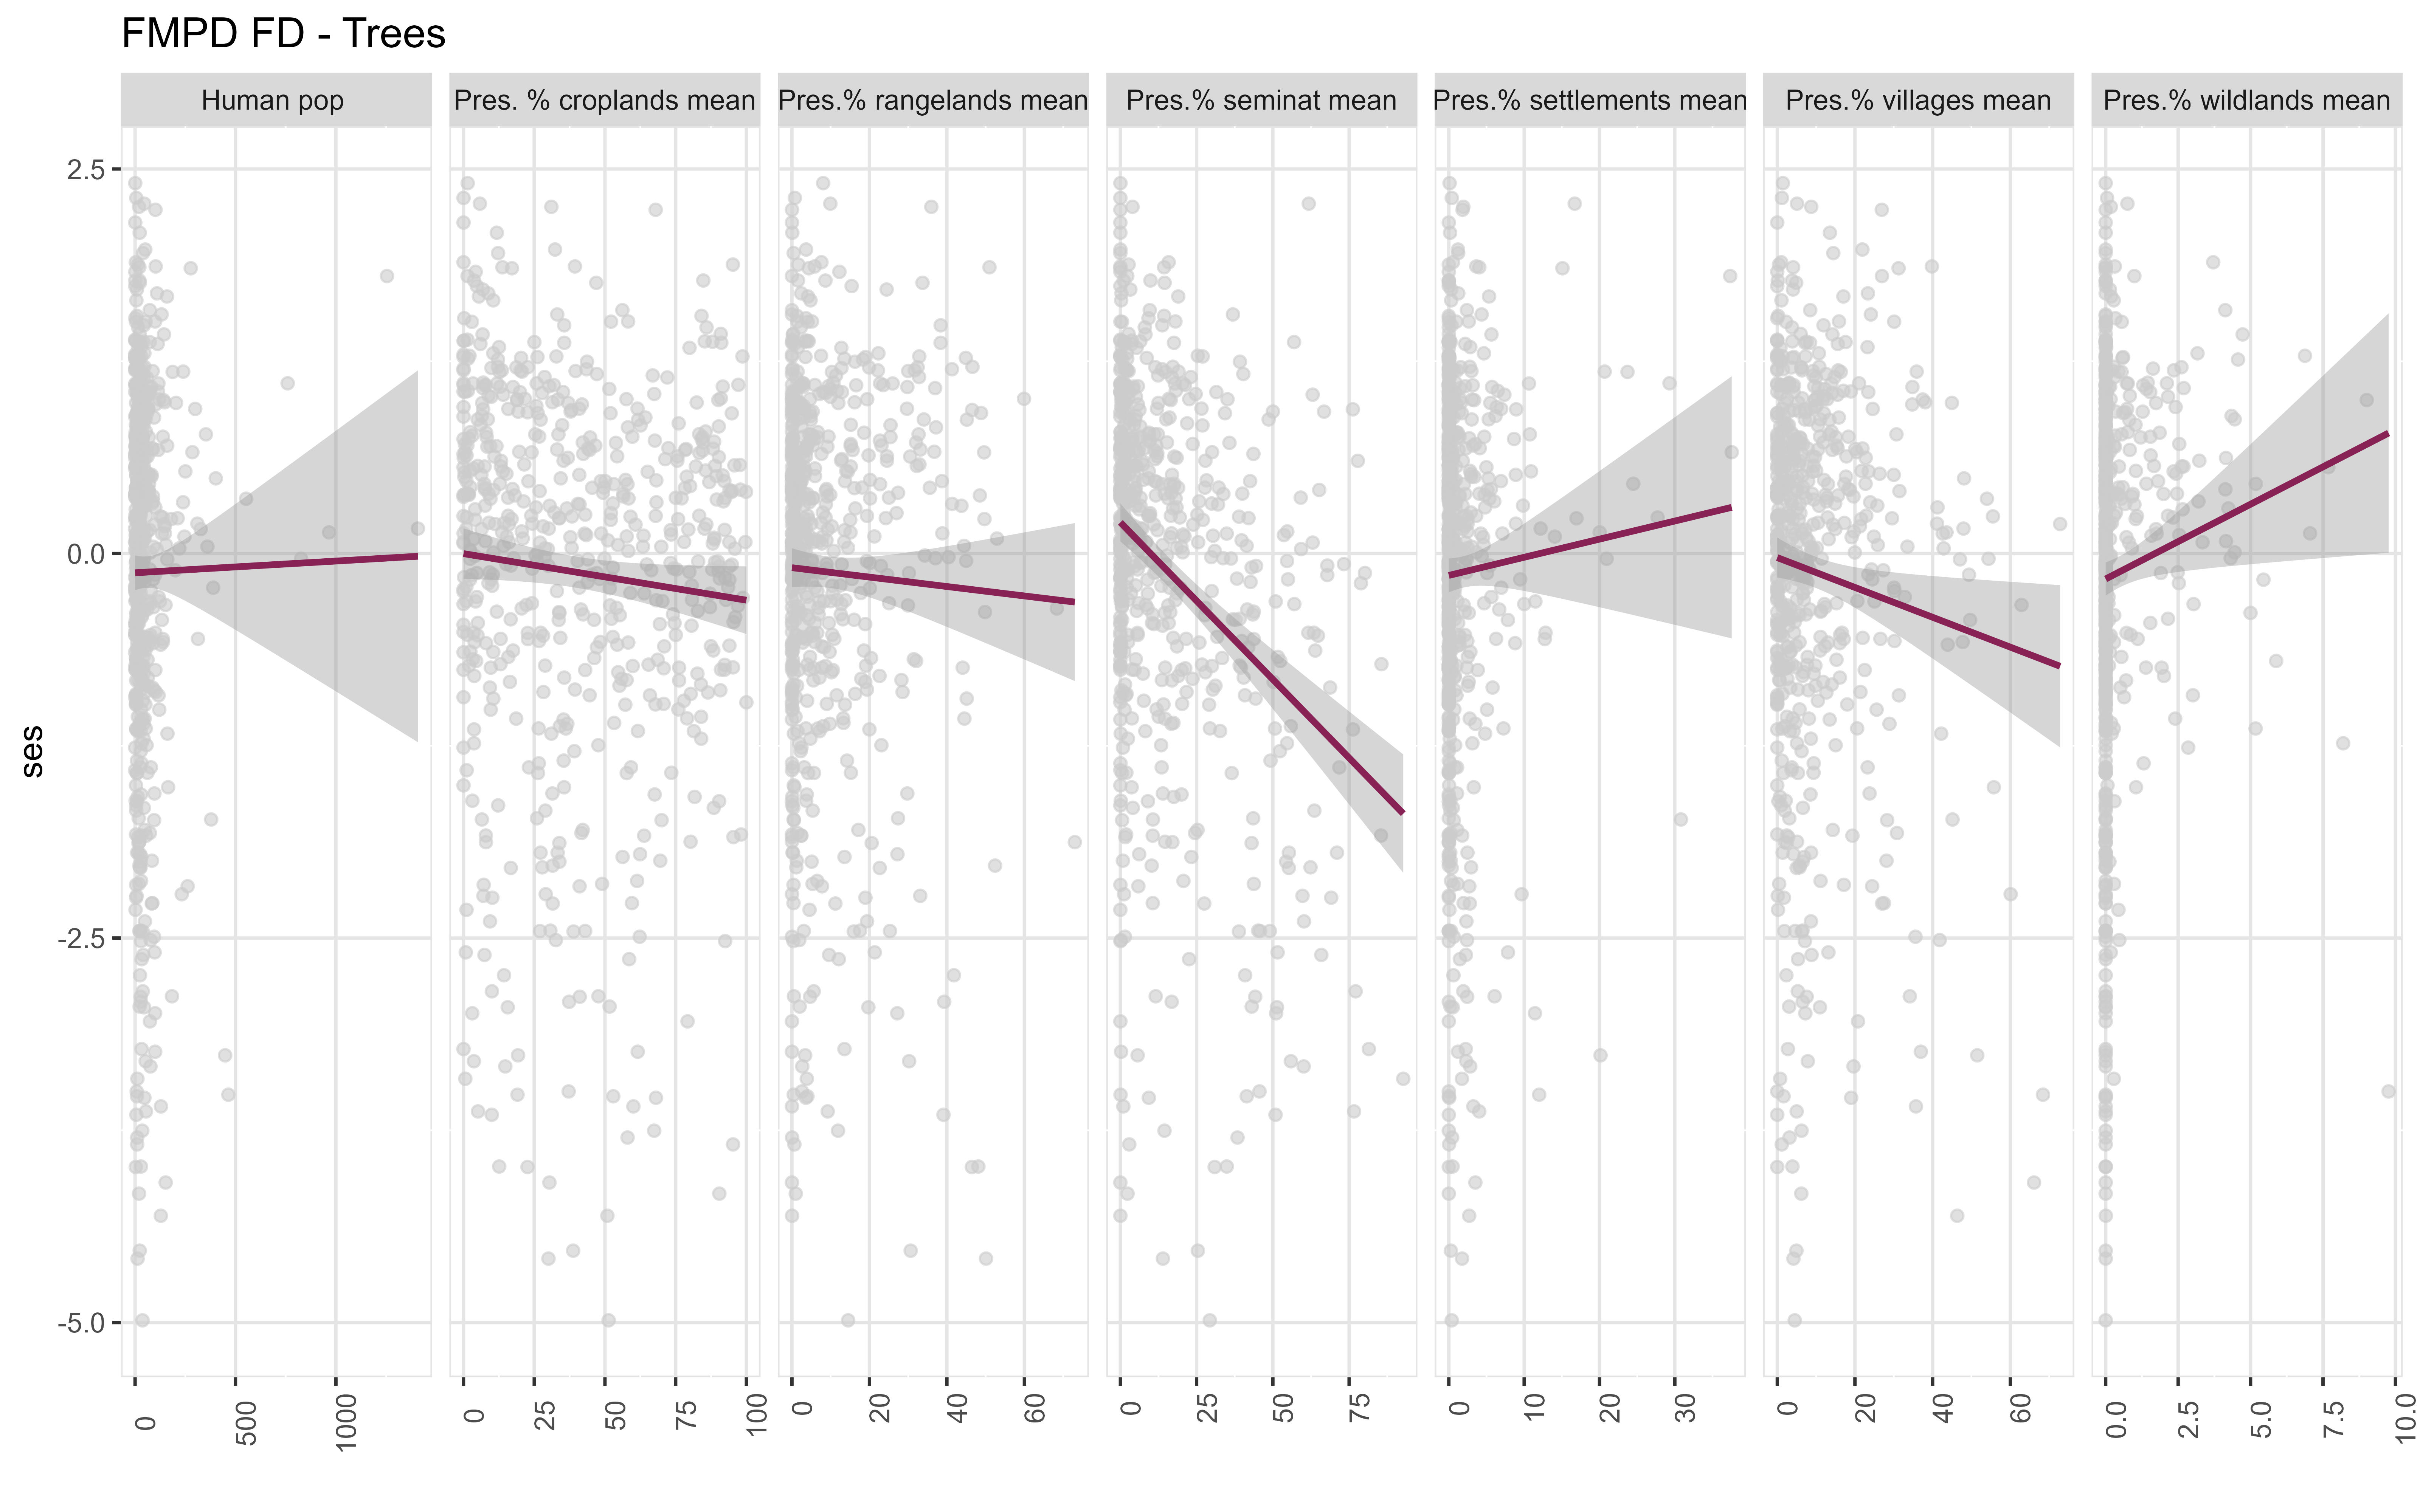 FMPD FD - Trees
Human pop
Pres. % croplands mean
Pres.% rangelands mean
Pres.% seminat mean
Pres.% settlements mean
Pres.% villages mean
Pres.% wildlands mean
2.5
0.0
-2.5
-5.0
ses
0 500 1000
0 25 50 75 100
0 20 40 60
0 25 50 75
0 10 20 30
0 20 40 60
0.0 2.5 5.0 7.5 10.0